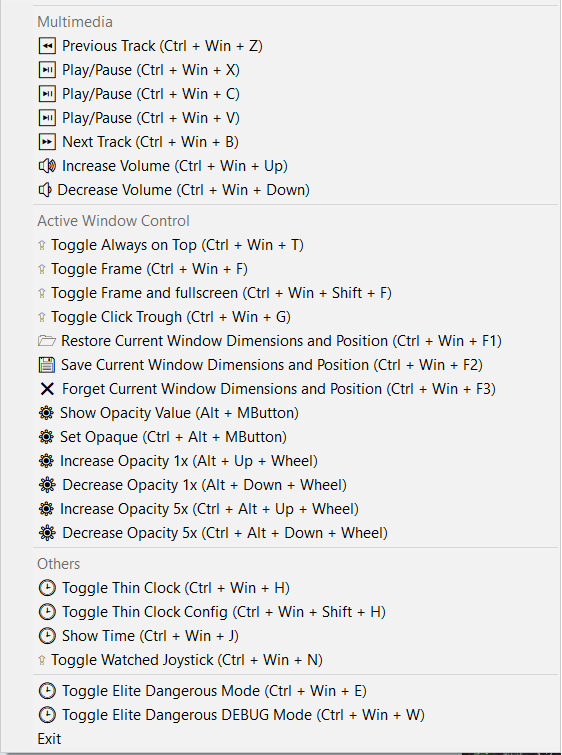 Multimedia
Previous Track (Ctrl + Win + Z)
Play/Pause (Ctrl + Win + X)
Play/Pause (Ctrl + Win + C)
Play/Pause (Ctrl + Win + V)
Next Track (Ctrl + Win + B)
Increase Volume (Ctrl + Win + Up)
Decrease Volume (Ctrl + Win + Down)
Active Window Control
Toggle Always on Top (Ctrl + Win + T)
Toggle Frame (Ctrl + Win + F)
Toggle Frame and fullscreen (Ctrl + Win + Shift + F)
Toggle Click Trough (Ctrl + Win + G)
Restore Current Window Dimensions and Position (Ctrl + Win + F1)
Save Current Window Dimensions and Position (Ctrl + Win + F2)
Forget Current Window Dimensions and Position (Ctrl + Win + F3)
Show Opacity Value (Alt + MButton)
Set Opaque (Ctrl + Alt + MButton)
Increase Opacity 1x (Alt + Up + Wheel)
Decrease Opacity 1x (Alt + Down + Wheel)
Increase Opacity 5x (Ctrl + Alt + Up + Wheel)
Decrease Opacity 5x (Ctrl + Alt + Down + Wheel)
Others
Toggle Thin Clock (Ctrl + Win + H)
Toggle Thin Clock Config (Ctrl + Win + Shift + H)
Show Time (Ctrl + Win + J)
Toggle Watched Joystick (Ctrl + Win + N)
Toggle Elite Dangerous Mode (Ctrl + Win + E)
Toggle Elite Dangerous DEBUG Mode (Ctrl + Win + W)
Exit